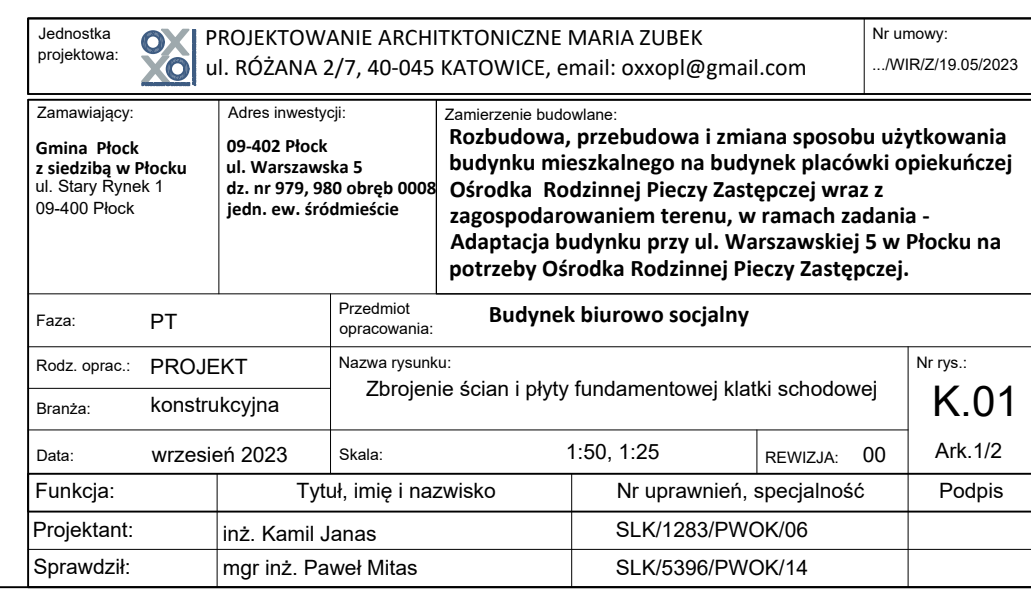 Jednostka
projektowa:
OXXO
PROJEKTOWANIE ARCHITKTONICZNE MARIA ZUBEK
ul. RÓŻANA 2/7, 40-045 KATOWICE, email: oxxopl@gmail.com
Nr umowy:
.../WIR/Z/19.05/2023
Zamawiający:
Gmina Płock
z siedzibą w Płocku
ul. Stary Rynek 1
09-400 Płock
Adres inwestycji:
09-402 Płock
ul. Warszawska 5
dz. nr 979, 980 obręb 0008
jedn. ew. śródmieście
Zamierzenie budowlane:
Rozbudowa, przebudowa i zmiana sposobu użytkowania
budynku mieszkalnego na budynek placówki opiekuńczej
Ośrodka Rodzinnej Pieczy Zastępczej wraz z
zagospodarowaniem terenu, w ramach zadania -
Adaptacja budynku przy ul. Warszawskiej 5 w Płocku na
potrzeby Ośrodka Rodzinnej Pieczy Zastępczej.
Faza: PT
Przedmiot
opracowania:
Budynek biurowo socjalny
Rodz. oprac.: PROJEKT
Branża: konstrukcyjna
Nazwa rysunku:
Zbrojenie ścian i płyty fundamentowej klatki schodowej
Nr rys.:
K.01
Ark.1/2
Data: wrzesień 2023
Skala: 1:50, 1:25
REWIZJA: 00
Funkcja: Tytuł, imię i nazwisko Nr uprawnień, specjalność Podpis
Projektant: inż. Kamil Janas SLK/1283/PWOK/06
Sprawdził: mgr inż. Paweł Mitas SLK/5396/PWOK/14